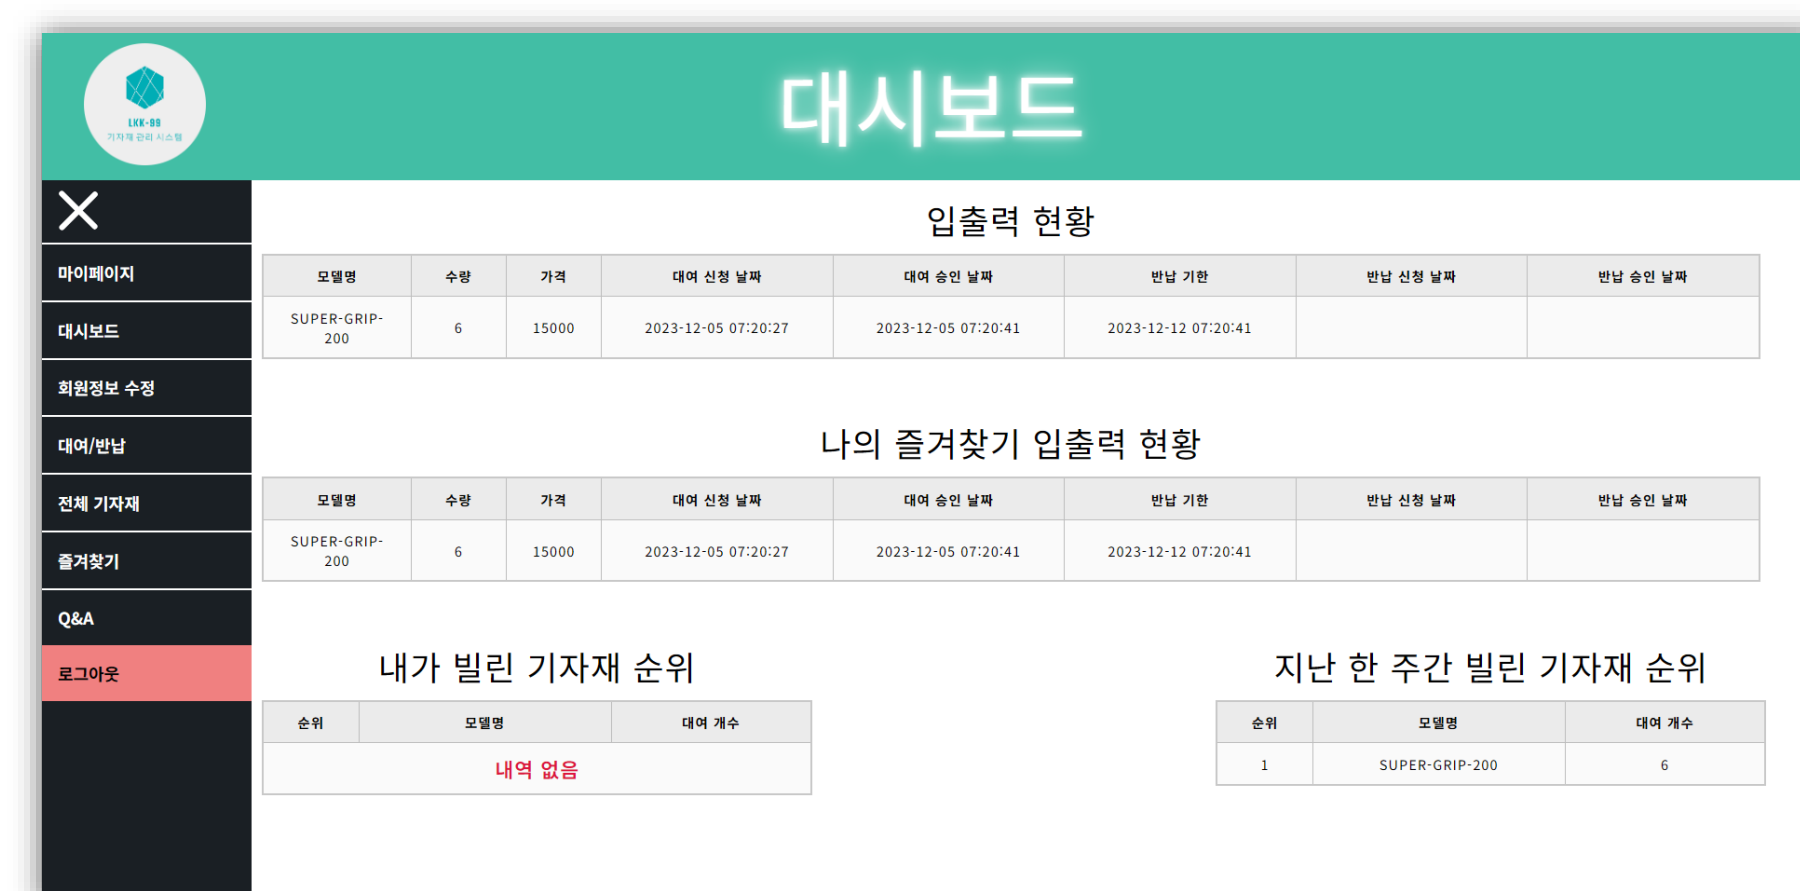 LKK-99
기자재 관리 시스템
대시보드
마이페이지
대시보드
회원정보 수정
대여/반납
전체 기자재
즐겨찾기
Q&A
로그아웃
입출력 현황
모델명 수량 가격 대여 신청 날짜 대여 승인 날짜 반납 기한 반납 신청 날짜 반납 승인 날짜
SUPER-GRIP-
200 6 15000 2023-12-05 07:20:27 2023-12-05 07:20:41 2023-12-12 07:20:41
나의 즐겨찾기 입출력 현황
모델명 수량 가격 대여 신청 날짜 대여 승인 날짜 반납 기한 반납 신청 날짜 반납 승인 날짜
SUPER-GRIP-
200 6 15000 2023-12-05 07:20:27 2023-12-05 07:20:41 2023-12-12 07:20:41
내가 빌린 기자재 순위
순위 모델명 대여 개수
내역 없음
지난 한 주간 빌린 기자재 순위
순위 모델명 대여 개수
1 SUPER-GRIP-200 6